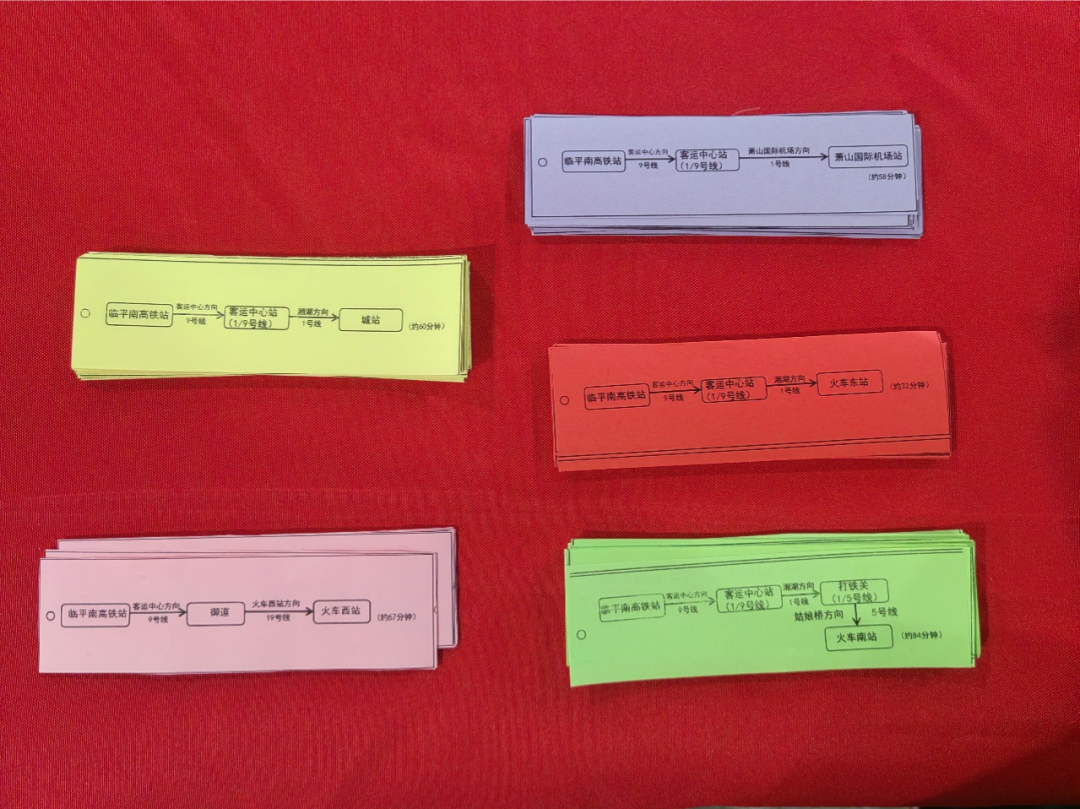 客运中心方向
萧山国际机场方向
临平南高铁站
客运中心站
(1/9号线)
萧山国际机场站
9号线
1号线
(约58分钟)
客运中心方向
湘湖方向
临平南高铁站
客运中心站
(1/9号线)
城站
9号线
1号线
(约60分钟)
客运中心方向
湘湖方向
临平南高铁站
客运中心站
(1/9号线)
火车东站
9号线
1号线
(约32分钟)
客运中心方向
火车西站方向
临平南高铁站
御道
火车西站
9号线
19号线
(约67分钟)
客运中心方向
湘湖方向
临平南高铁站
客运中心站
(1/9号线)
打铁关
(1/5号线)
9号线
1号线
姑娘桥方向
5号线
火车南站
(约84分钟)